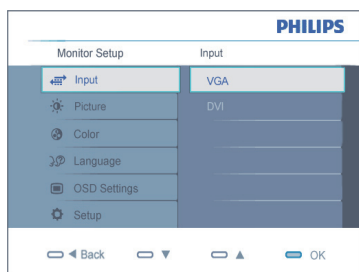 PHILIPS
Monitor Setup Input
Input VGA
Picture DVI
Color
Language
OSD Settings
Setup
Back OK